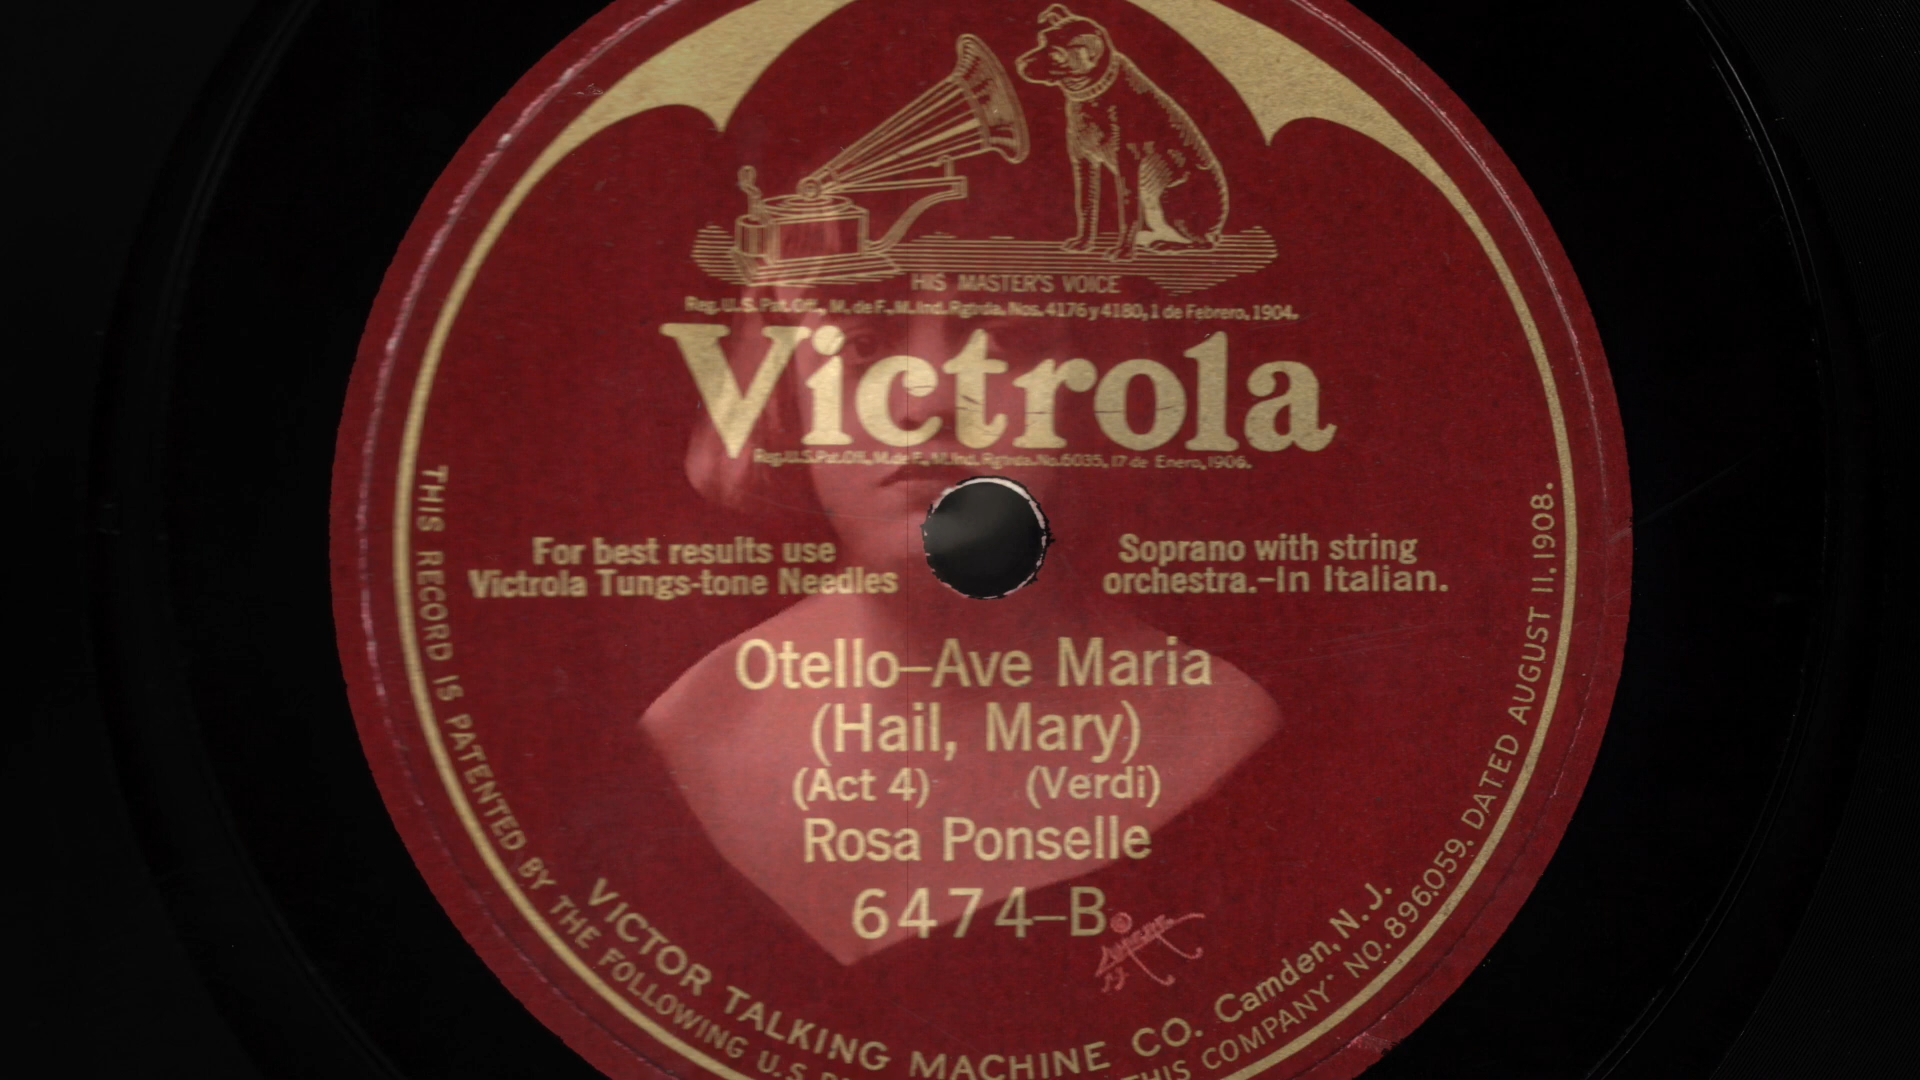 HIS MASTER'S VOICE
Reg. U.S. Pat. Off., M. de F., M. Ind. Rgtrda. Nos. 4176 y 4180, 1 de Febrero, 1904.
Victrola
Reg. U.S. Pat. Off., M. de F., M. Ind. Rgtrda. No. 6035, 17 de Enero, 1906.
For best results use
Victrola Tungs-tone Needles
Soprano with string
orchestra.-In Italian.
Otello–Ave Maria
(Hail, Mary)
(Act 4) (Verdi)
Rosa Ponselle
6474–B
VICTOR TALKING MACHINE CO. Camden, N. J.
THIS RECORD IS PATENTED BY THE FOLLOWING U.S.
THIS COMPANY: NO. 896,059, DATED AUGUST 11, 1908.